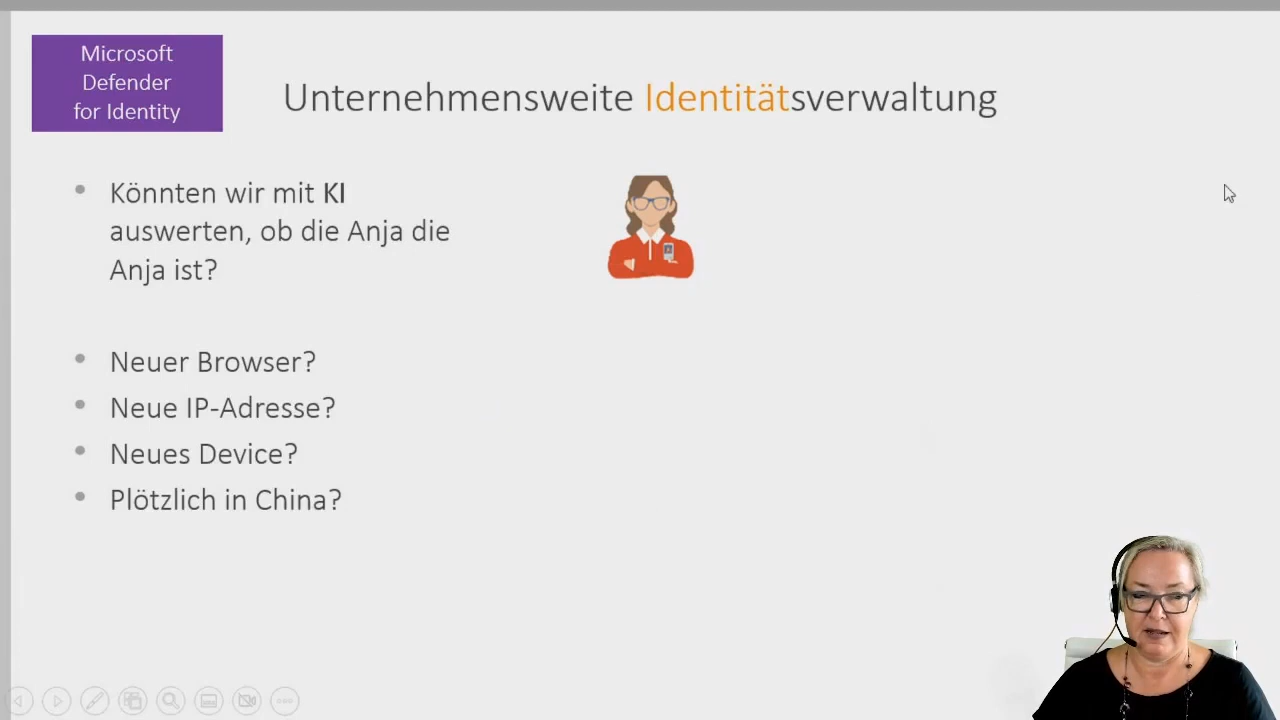 Microsoft
Defender
for Identity
Unternehmensweite Identitätsverwaltung
Könnten wir mit KI
auswerten, ob die Anja die
Anja ist?
Neuer Browser?
Neue IP-Adresse?
Neues Device?
Plötzlich in China?